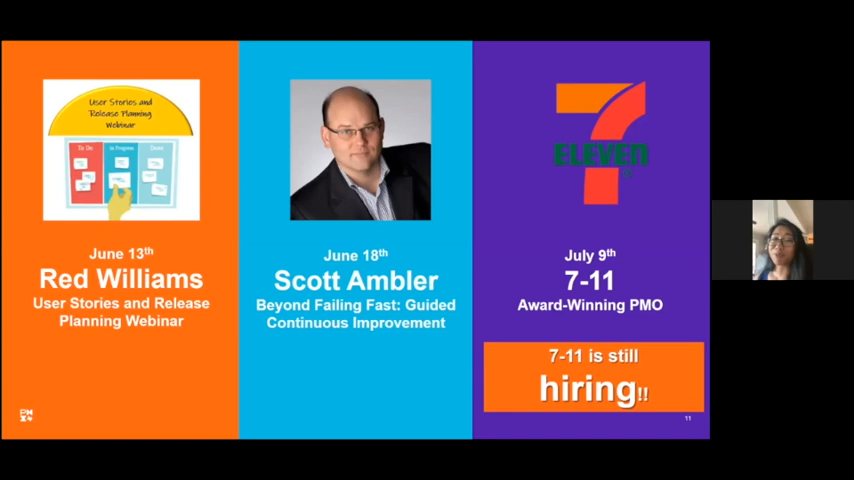 User Stories and
Release Planning
Webinar
To Do
In Progress
Done
June 13th
Red Williams
User Stories and Release
Planning Webinar
June 18th
Scott Ambler
Beyond Failing Fast: Guided
Continuous Improvement
7
ELEVEN
®
July 9th
7-11
Award-Winning PMO
7-11 is still
hiring!!
11